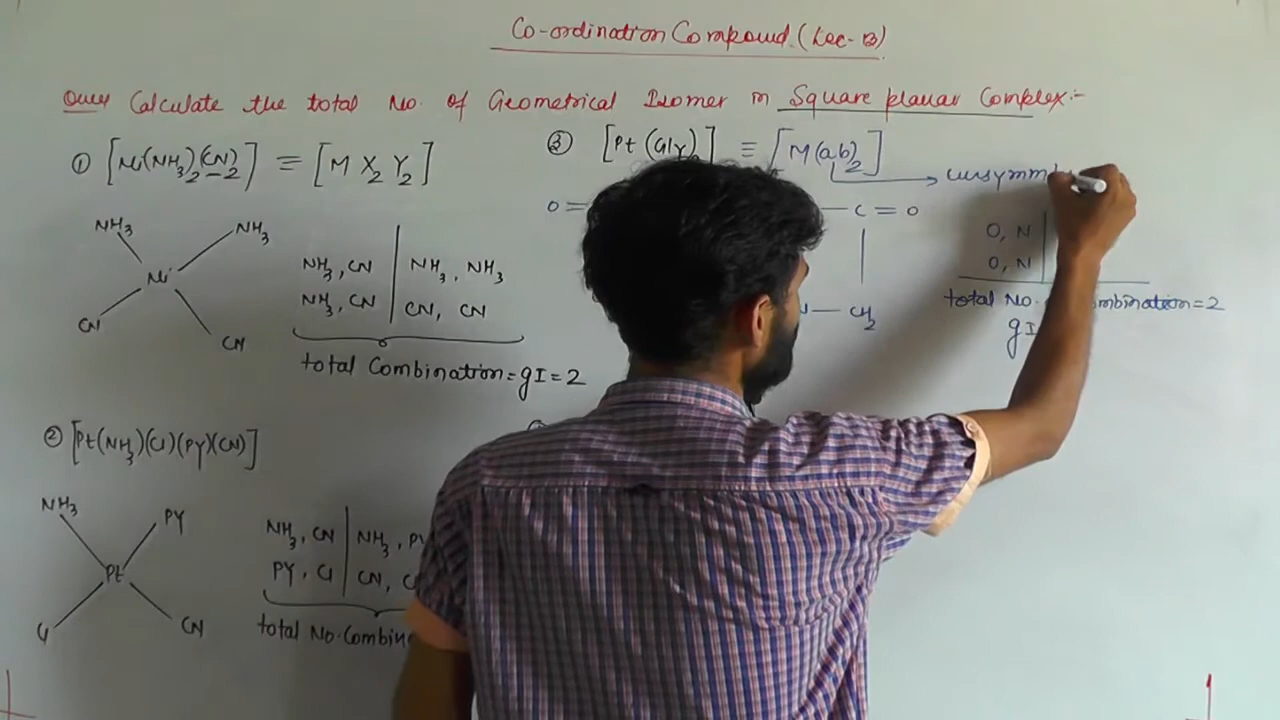 Co-ordination Compound. (Lec-13)
Ques Calculate the total No. of Geometrical Isomer in Square planar Complex:-
① [Ni(NH₃)₂(CN)₂] ≡ [M X₂ Y₂]
NH₃ NH₃
Ni
CN CN
NH₃, CN | NH₃, NH₃
NH₃, CN | CN, CN
total Combination = gI = 2
② [Pt(NH₃)(Cl)(PY)(CN)]
NH₃ PY
Pt
Cl CN
NH₃, CN | NH₃, PY
PY, Cl | CN,
total No. Combin
③ [Pt(Gly)₂] ≡ [M(ab)₂]
O = C = O
CH₂
O, N
O, N
total No. Combination = 2
gI